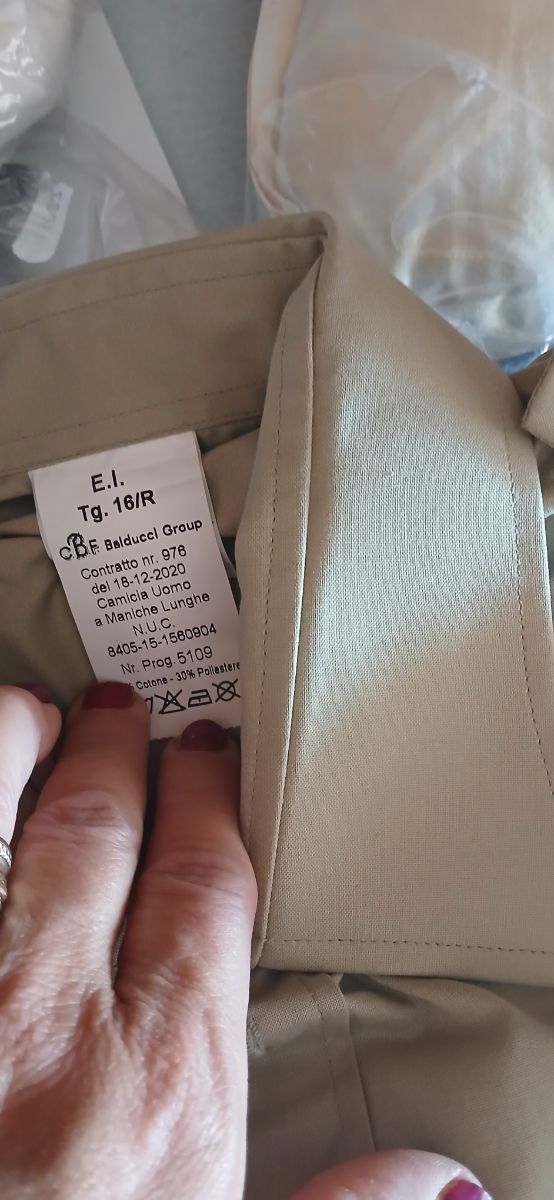 E.I.
Tg. 16/R
CBF Balducci Group
Contratto nr. 976
del 18-12-2020
Camicia Uomo
a Maniche Lunghe
N.U.C.
8405-15-1560904
Nr. Prog. 5109
Cotone - 30% Poliestere